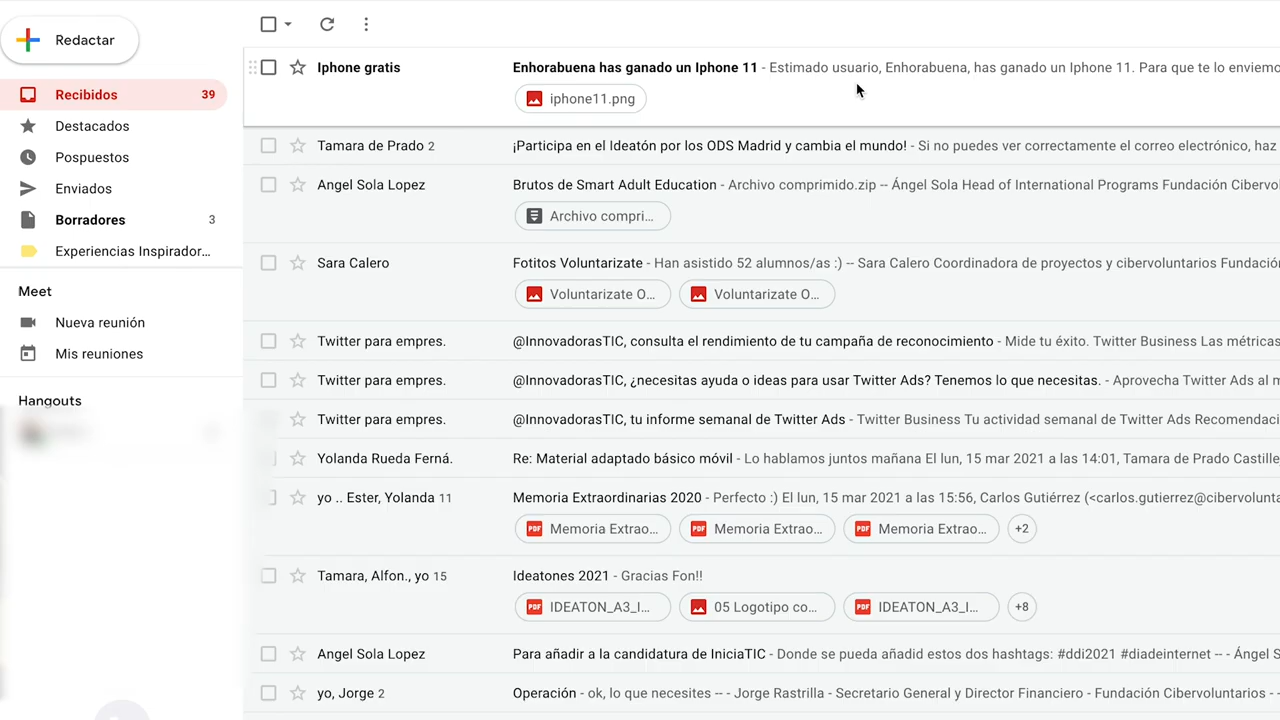 Redactar
Recibidos 39
Destacados
Pospuestos
Enviados
Borradores 3
Experiencias Inspirador...
Meet
Nueva reunión
Mis reuniones
Hangouts
Iphone gratis Enhorabuena has ganado un Iphone 11 - Estimado usuario, Enhorabuena, has ganado un Iphone 11. Para que te lo enviemo
iphone11.png
Tamara de Prado 2 ¡Participa en el Ideatón por los ODS Madrid y cambia el mundo! - Si no puedes ver correctamente el correo electrónico, haz
Angel Sola Lopez Brutos de Smart Adult Education - Archivo comprimido.zip -- Ángel Sola Head of International Programs Fundación Cibervol
Archivo compri...
Sara Calero Fotitos Voluntarizate - Han asistido 52 alumnos/as :) -- Sara Calero Coordinadora de proyectos y cibervoluntarios Fundació
Voluntarizate O... Voluntarizate O...
Twitter para empres. @InnovadorasTIC, consulta el rendimiento de tu campaña de reconocimiento - Mide tu éxito. Twitter Business Las métricas
Twitter para empres. @InnovadorasTIC, ¿necesitas ayuda o ideas para usar Twitter Ads? Tenemos lo que necesitas. - Aprovecha Twitter Ads al m
Twitter para empres. @InnovadorasTIC, tu informe semanal de Twitter Ads - Twitter Business Tu actividad semanal de Twitter Ads Recomendaci
Yolanda Rueda Ferná. Re: Material adaptado básico móvil - Lo hablamos juntos mañana El lun, 15 mar 2021 a las 14:01, Tamara de Prado Castille
yo .. Ester, Yolanda 11 Memoria Extraordinarias 2020 - Perfecto :) El lun, 15 mar 2021 a las 15:56, Carlos Gutiérrez (<carlos.gutierrez@cibervolunta
PDF Memoria Extrao... PDF Memoria Extrao... PDF Memoria Extrao... +2
Tamara, Alfon., yo 15 Ideatones 2021 - Gracias Fon!!
PDF IDEATON_A3_I... 05 Logotipo co... PDF IDEATON_A3_I... +8
Angel Sola Lopez Para añadir a la candidatura de IniciaTIC - Donde se pueda añadid estos dos hashtags: #ddi2021 #diadeinternet -- - Ángel S
yo, Jorge 2 Operación - ok, lo que necesites -- - Jorge Rastrilla - Secretario General y Director Financiero - Fundación Cibervoluntarios - -